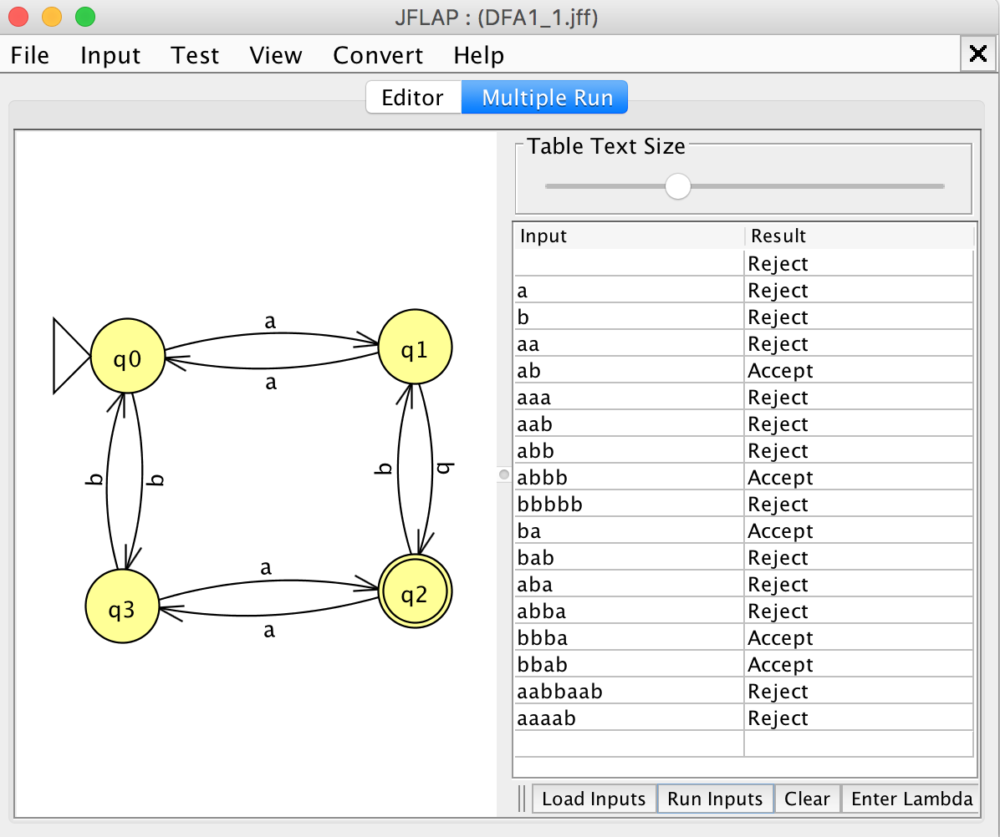 JFLAP : (DFA1_1.jff)
File Input Test View Convert Help
Editor Multiple Run
Table Text Size
Input Result
Reject
a Reject
b Reject
aa Reject
ab Accept
aaa Reject
aab Reject
abb Reject
abbb Accept
bbbbb Reject
ba Accept
bab Reject
aba Reject
abba Reject
bbba Accept
bbab Accept
aabbaab Reject
aaaab Reject
Load Inputs Run Inputs Clear Enter Lambda
a
q0 q1
a
b b b b
a
q3 q2
a